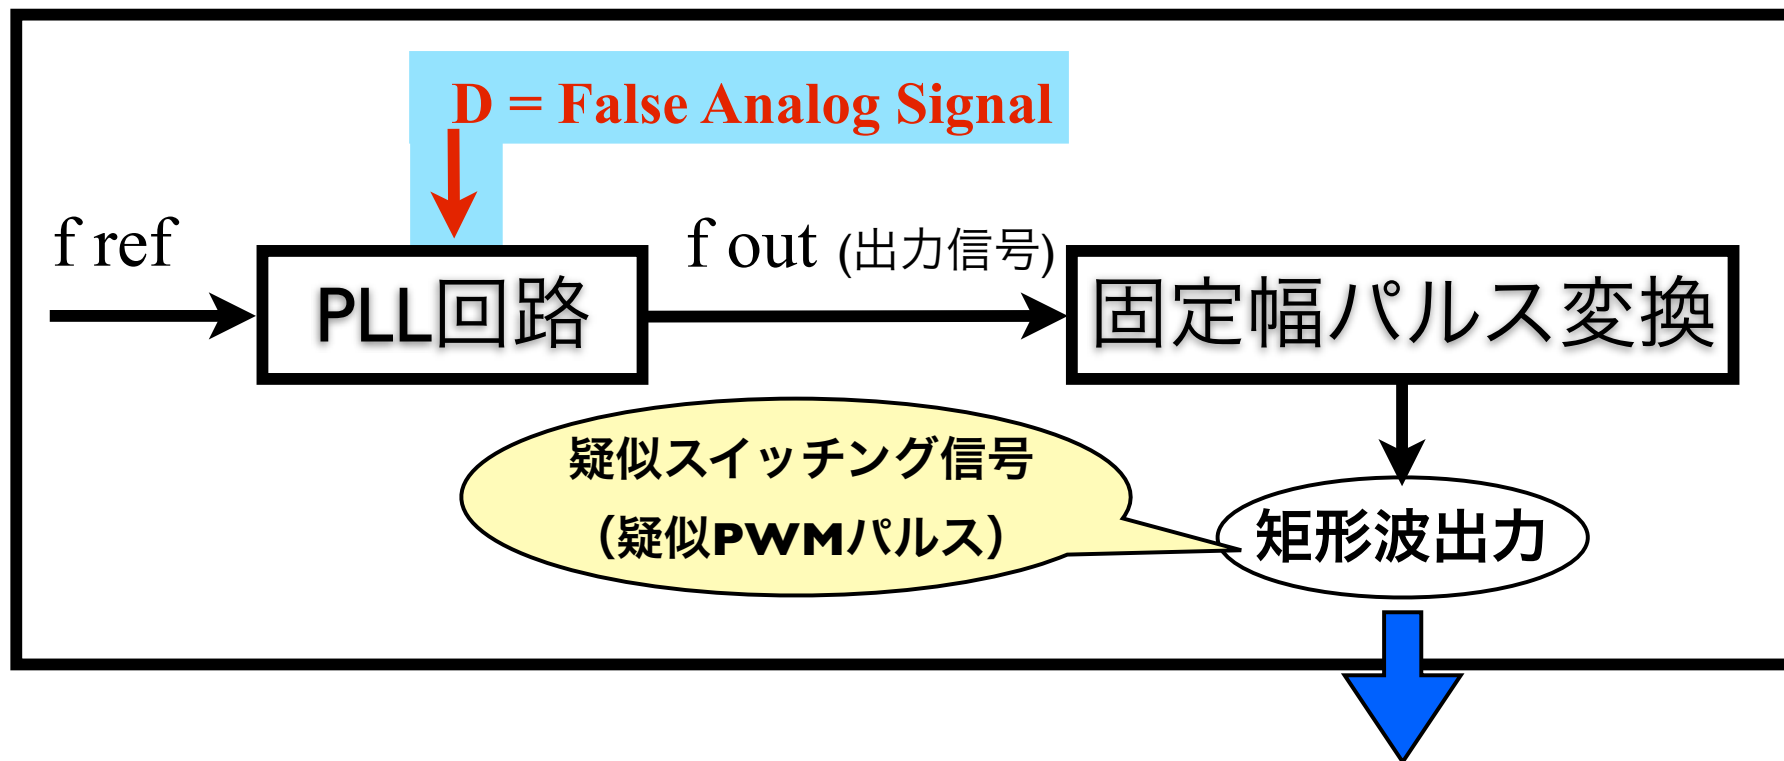 D = False Analog Signal
f ref
f out (出力信号)
PLL回路
固定幅パルス変換
疑似スイッチング信号
（疑似PWMパルス）
矩形波出力